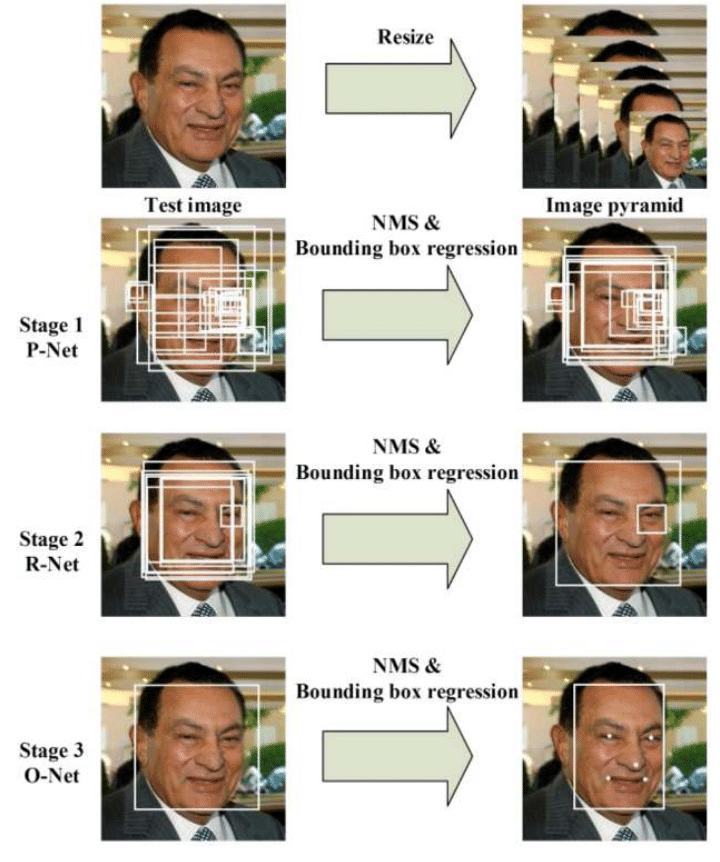 Resize
Test image
Image pyramid
NMS &
Bounding box regression
Stage 1
P-Net
NMS &
Bounding box regression
Stage 2
R-Net
NMS &
Bounding box regression
Stage 3
O-Net